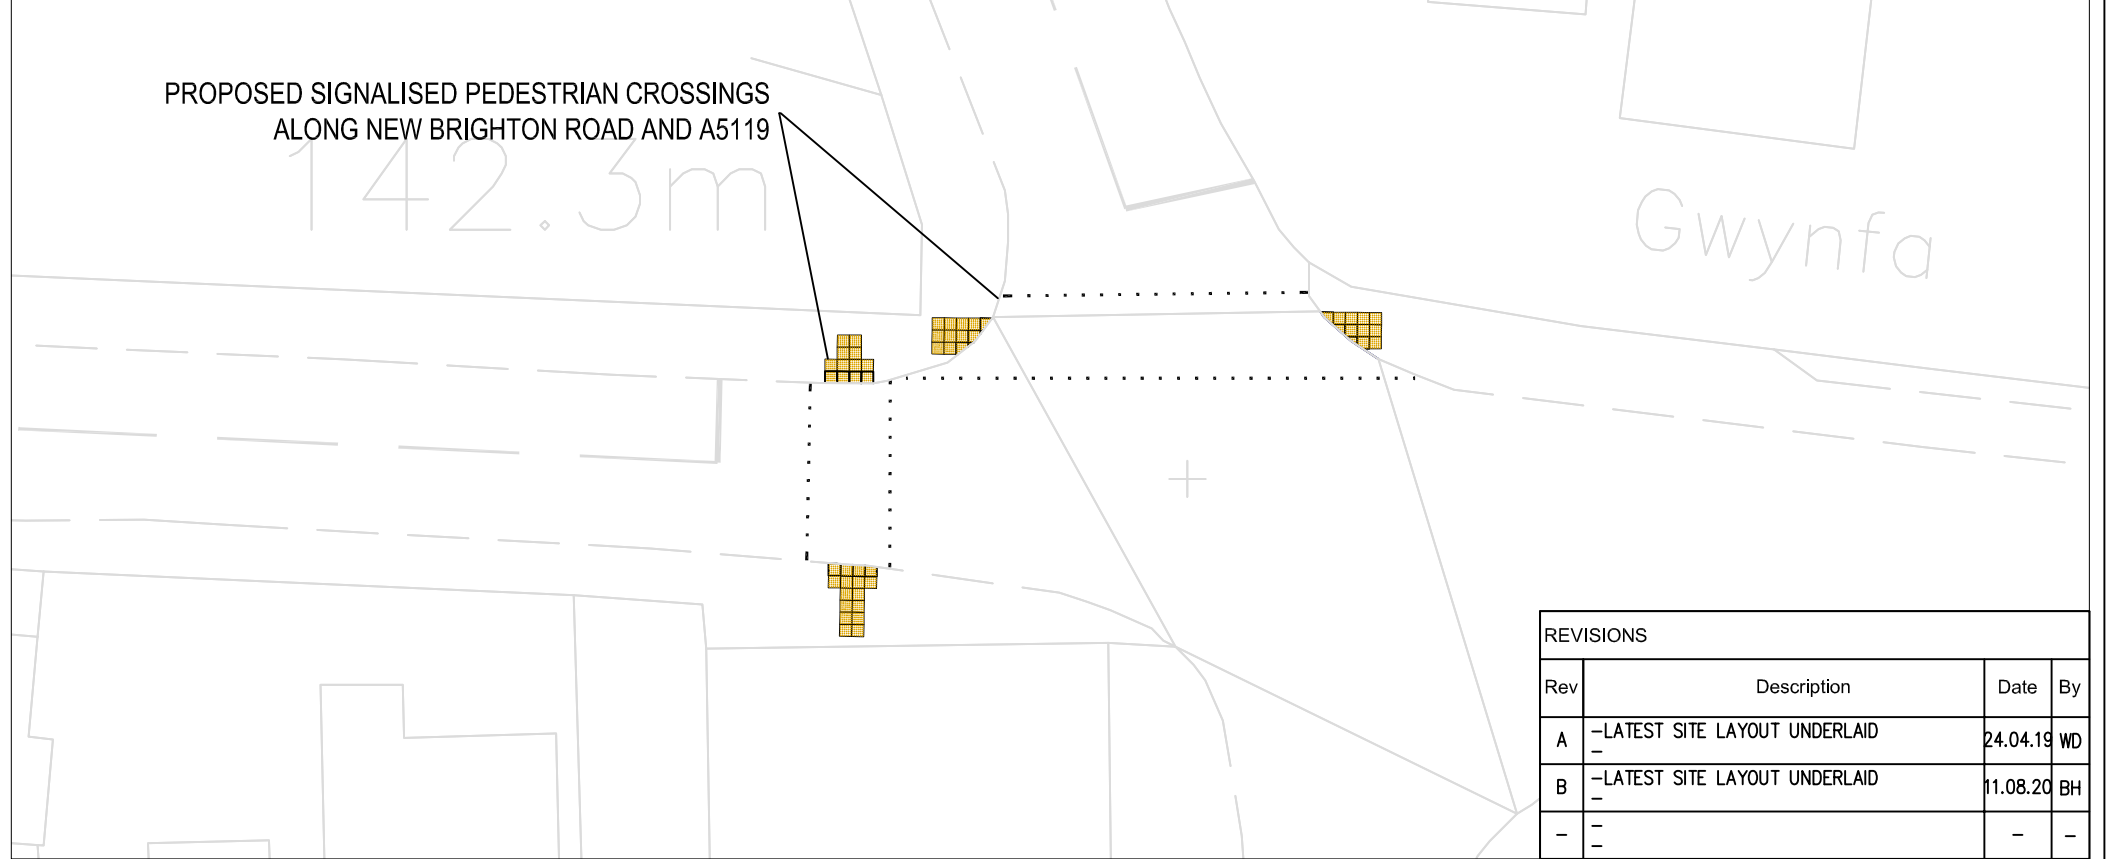 PROPOSED SIGNALISED PEDESTRIAN CROSSINGS
ALONG NEW BRIGHTON ROAD AND A5119
142.3m
Gwynfa
REVISIONS
Rev Description Date By
A -LATEST SITE LAYOUT UNDERLAID 24.04.19 WD
-
B -LATEST SITE LAYOUT UNDERLAID 11.08.20 BH
-
- - - -
-